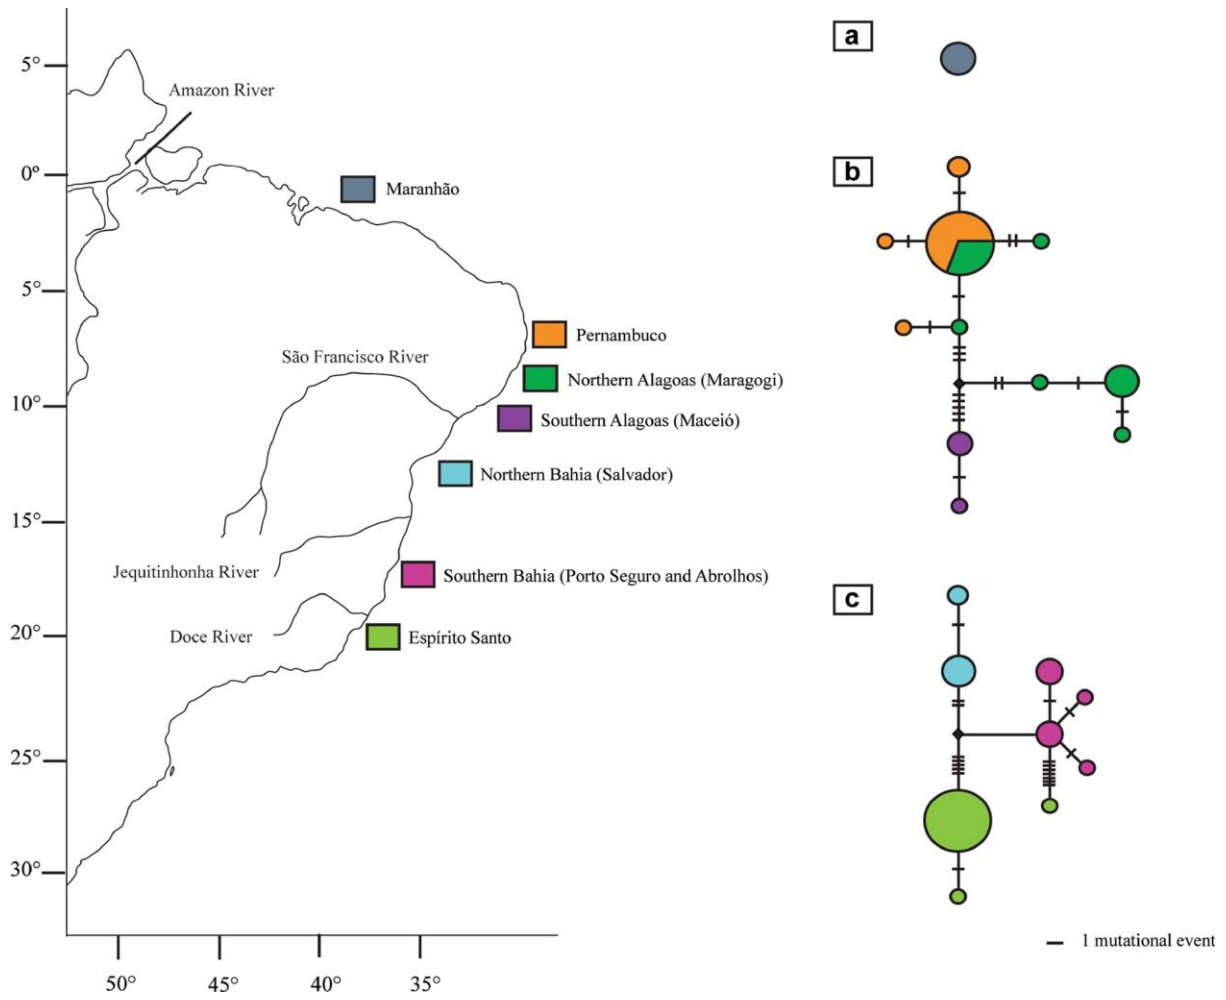 a
5°
Amazon River
0°
b
Maranhão
5°
Pernambuco
São Francisco River
Northern Alagoas (Maragogi)
10°
Southern Alagoas (Maceió)
Northern Bahia (Salvador)
15°
Jequitinhonha River
Southern Bahia (Porto Seguro and Abrolhos)
c
20°
Doce River
Espírito Santo
25°
30°
1 mutational event
50°
45°
40°
35°